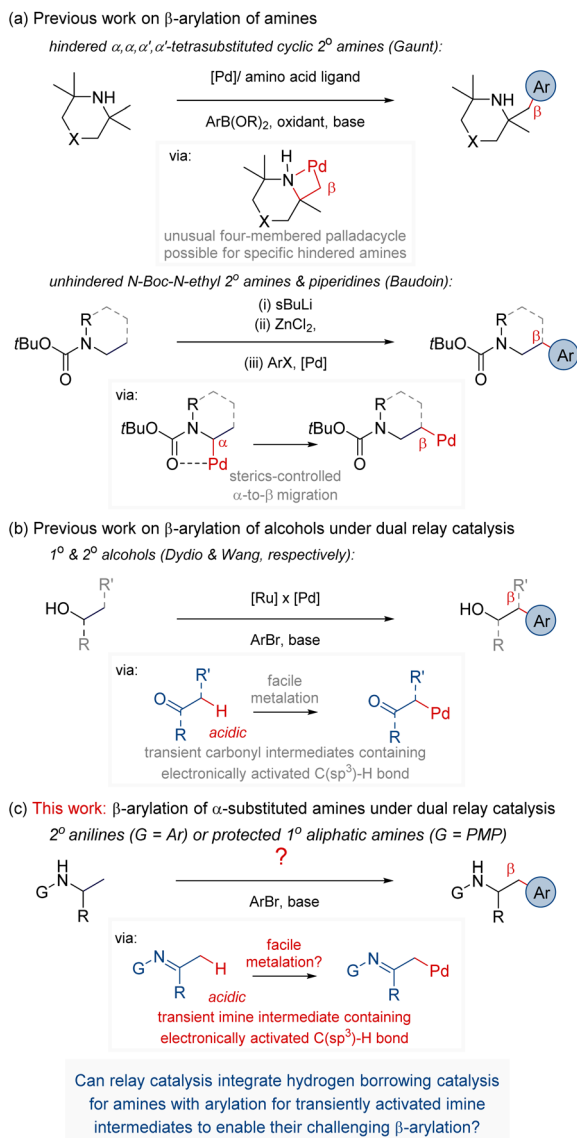 (a) Previous work on β-arylation of amines
hindered α,α,α′,α′-tetrasubstituted cyclic 2º amines (Gaunt):
[Pd]/ amino acid ligand
ArB(OR)2, oxidant, base
NH
X
NH
Ar
β
X
via:
H
N
Pd
β
X
unusual four-membered palladacycle
possible for specific hindered amines
unhindered N-Boc-N-ethyl 2º amines & piperidines (Baudoin):
(i) sBuLi
(ii) ZnCl2,
(iii) ArX, [Pd]
R
N
tBuO
O
R
N
β
tBuO
Ar
O
via:
R
N
tBuO
α
O
Pd
R
N
tBuO
β
Pd
O
sterics-controlled
α-to-β migration
(b) Previous work on β-arylation of alcohols under dual relay catalysis
1º & 2º alcohols (Dydio & Wang, respectively):
R'
HO
R
[Ru] x [Pd]
ArBr, base
R'
β
HO
Ar
R
via:
R'
O
H
R
acidic
facile
metalation
R'
O
Pd
R
transient carbonyl intermediates containing
electronically activated C(sp3)-H bond
(c) This work: β-arylation of α-substituted amines under dual relay catalysis
2º anilines (G = Ar) or protected 1º aliphatic amines (G = PMP)
H
N
G
R
?
ArBr, base
H
N
β
G
Ar
R
via:
N
G
H
R
acidic
facile
metalation?
N
G
Pd
R
transient imine intermediate containing
electronically activated C(sp3)-H bond
Can relay catalysis integrate hydrogen borrowing catalysis
for amines with arylation for transiently activated imine
intermediates to enable their challenging β-arylation?